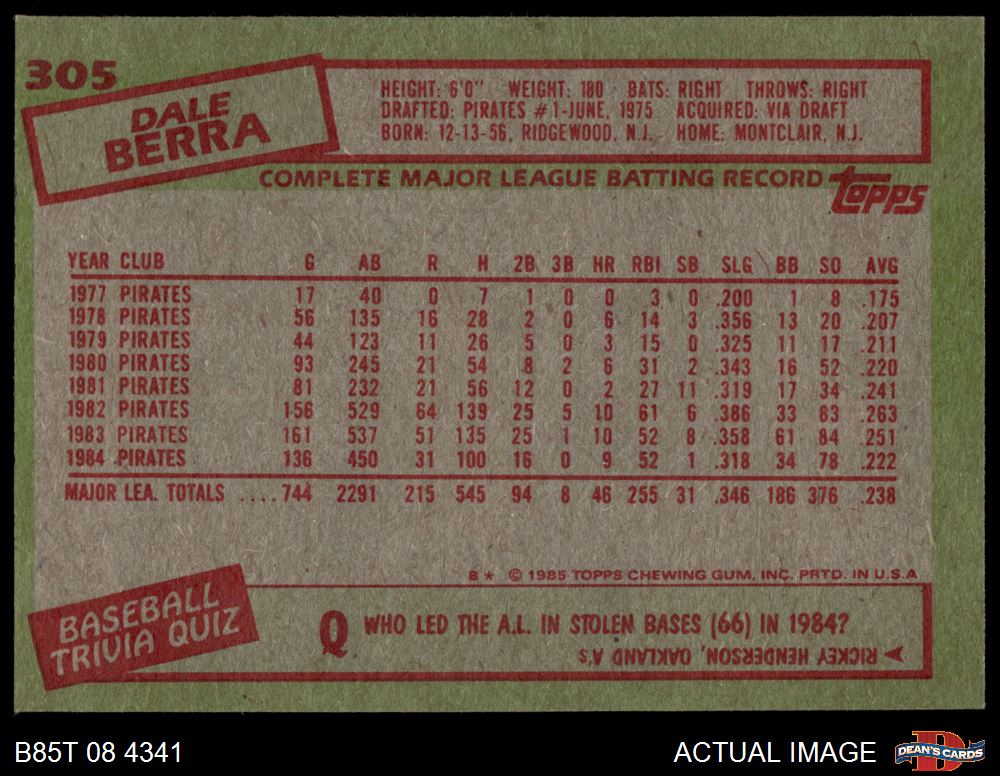 305
DALE BERRA
HEIGHT: 6'0" WEIGHT: 180 BATS: RIGHT THROWS: RIGHT
DRAFTED: PIRATES #1-JUNE, 1975 ACQUIRED: VIA DRAFT
BORN: 12-13-56, RIDGEWOOD, N.J. HOME: MONTCLAIR, N.J.
COMPLETE MAJOR LEAGUE BATTING RECORD topps
YEAR CLUB G AB R H 2B 3B HR RBI SB SLG BB SO AVG
1977 PIRATES 17 40 0 7 1 0 0 3 0 .200 1 8 .175
1978 PIRATES 56 135 16 28 2 0 6 14 3 .356 13 20 .207
1979 PIRATES 44 123 11 26 5 0 3 15 0 .325 11 17 .211
1980 PIRATES 93 245 21 54 8 2 6 31 2 .343 16 52 .220
1981 PIRATES 81 232 21 56 12 0 2 27 11 .319 17 34 .241
1982 PIRATES 156 529 64 139 25 5 10 61 6 .386 33 83 .263
1983 PIRATES 161 537 51 135 25 1 10 52 8 .358 61 84 .251
1984 PIRATES 136 450 31 100 16 0 9 52 1 .318 34 78 .222
MAJOR LEA. TOTALS ....744 2291 215 545 94 8 46 255 31 .346 186 376 .238
8* © 1985 TOPPS CHEWING GUM, INC. PRTD. IN U.S.A
BASEBALL
TRIVIA QUIZ
Q WHO LED THE A.L. IN STOLEN BASES (66) IN 1984?
A RICKEY HENDERSON, OAKLAND A's
B85T 08 4341
ACTUAL IMAGE
D
DEAN'S CARDS